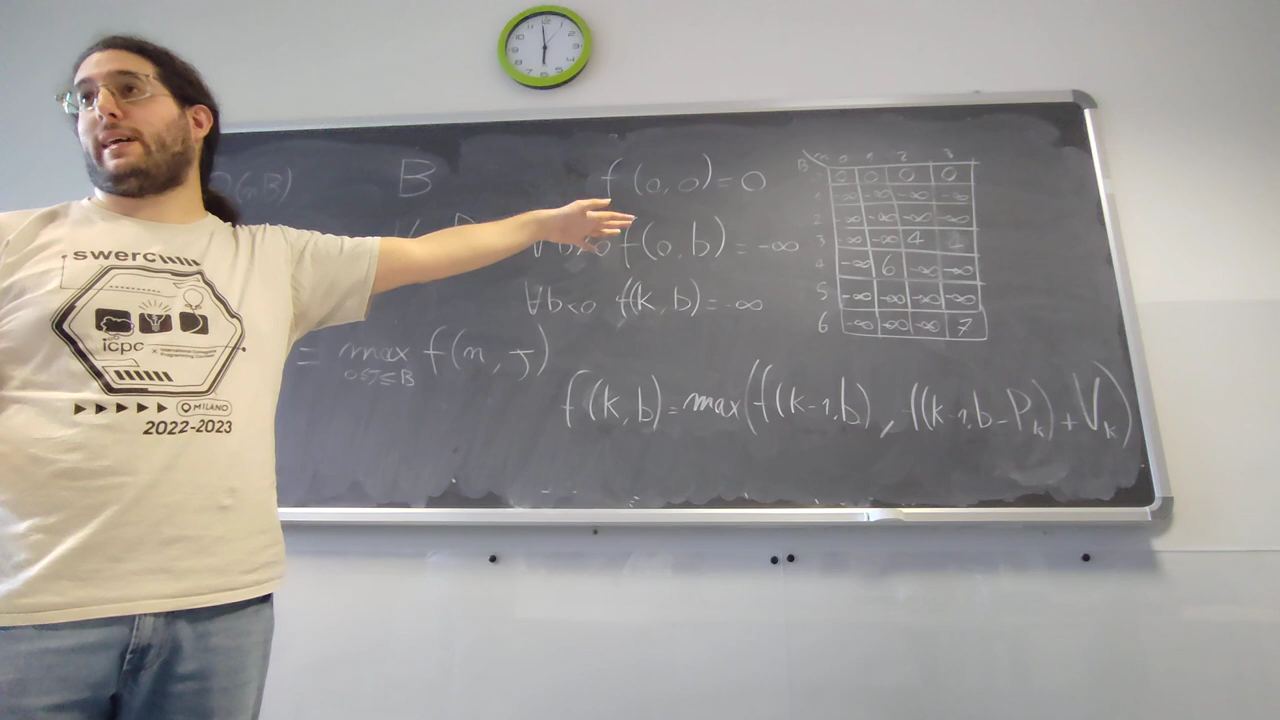 swerc
icpc
MILANO
2022-2023
B
f(0,0)=0
f(0,b)=-∞
∀b<0 f(k,b)=-∞
= max f(n,J)
0≤J≤B
f(k,b)=max(f(k-1,b), f(k-1,b-P_k)+V_k)
B n 0 1 2 3
0 0 0 0
1 -∞ -∞ -∞ -∞
2 -∞ -∞ -∞ -∞
3 -∞ -∞ 4
4 -∞ 6 -∞ -∞
5 -∞ -∞ -∞ -∞
6 -∞ -∞ -∞ 7